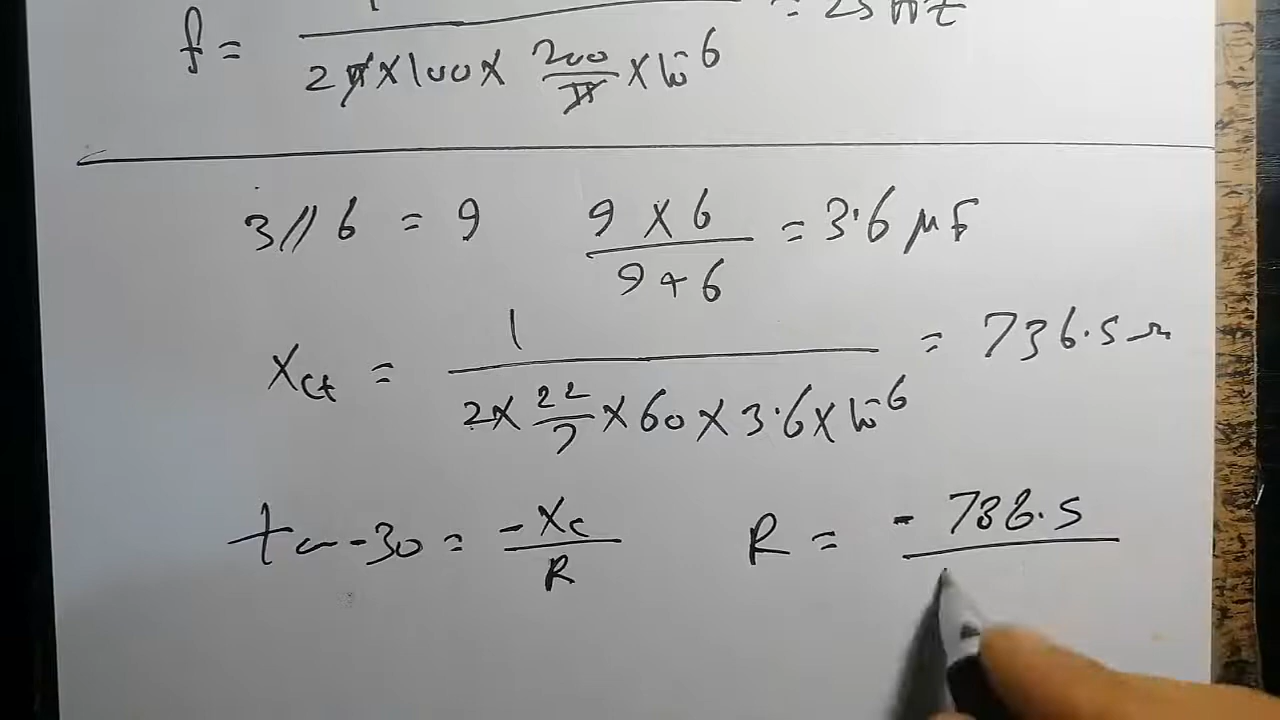 f = 1 / 2π×100× 200/π ×10⁻⁶ = 25 Hz
3 // 6 = 9   9 × 6 / 9 + 6 = 3.6 μF
Xct = 1 / 2× 22/7 ×60×3.6×10⁻⁶ = 736.5 Ω
tan -30 = -Xc / R   R = - 736.5